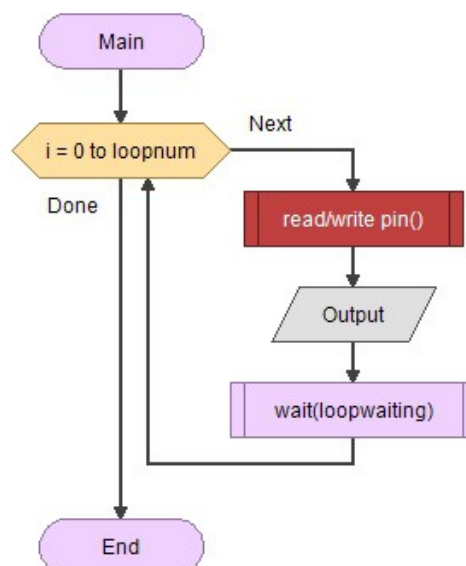 Main
i = 0 to loopnum
Next
Done
read/write pin()
Output
wait(loopwaiting)
End